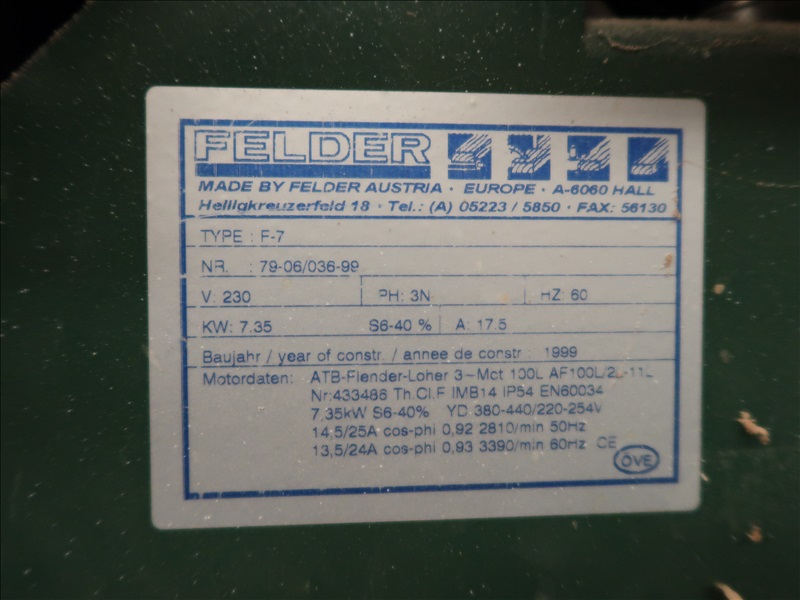 FELDER
MADE BY FELDER AUSTRIA · EUROPE · A-6060 HALL
Heiligkreuzerfeld 18 · Tel.: (A) 05223 / 5850 · FAX: 56130
TYPE : F-7
NR. : 79-06/036-99
V: 230 PH: 3N HZ: 60
KW: 7.35 S6-40 % A: 17.5
Baujahr / year of constr. / annee de constr : 1999
Motordaten: ATB-Flender-Loher 3~Mot 100L
Nr:433486 Th.Cl.F IMB14 IP54 EN60034
7,35kW S6-40% YD 380-440/220-254V
14,5/25A cos-phi 0,92 2810/min 50Hz
13,5/24A cos-phi 0,93 3390/min 60Hz CE
ÖVE